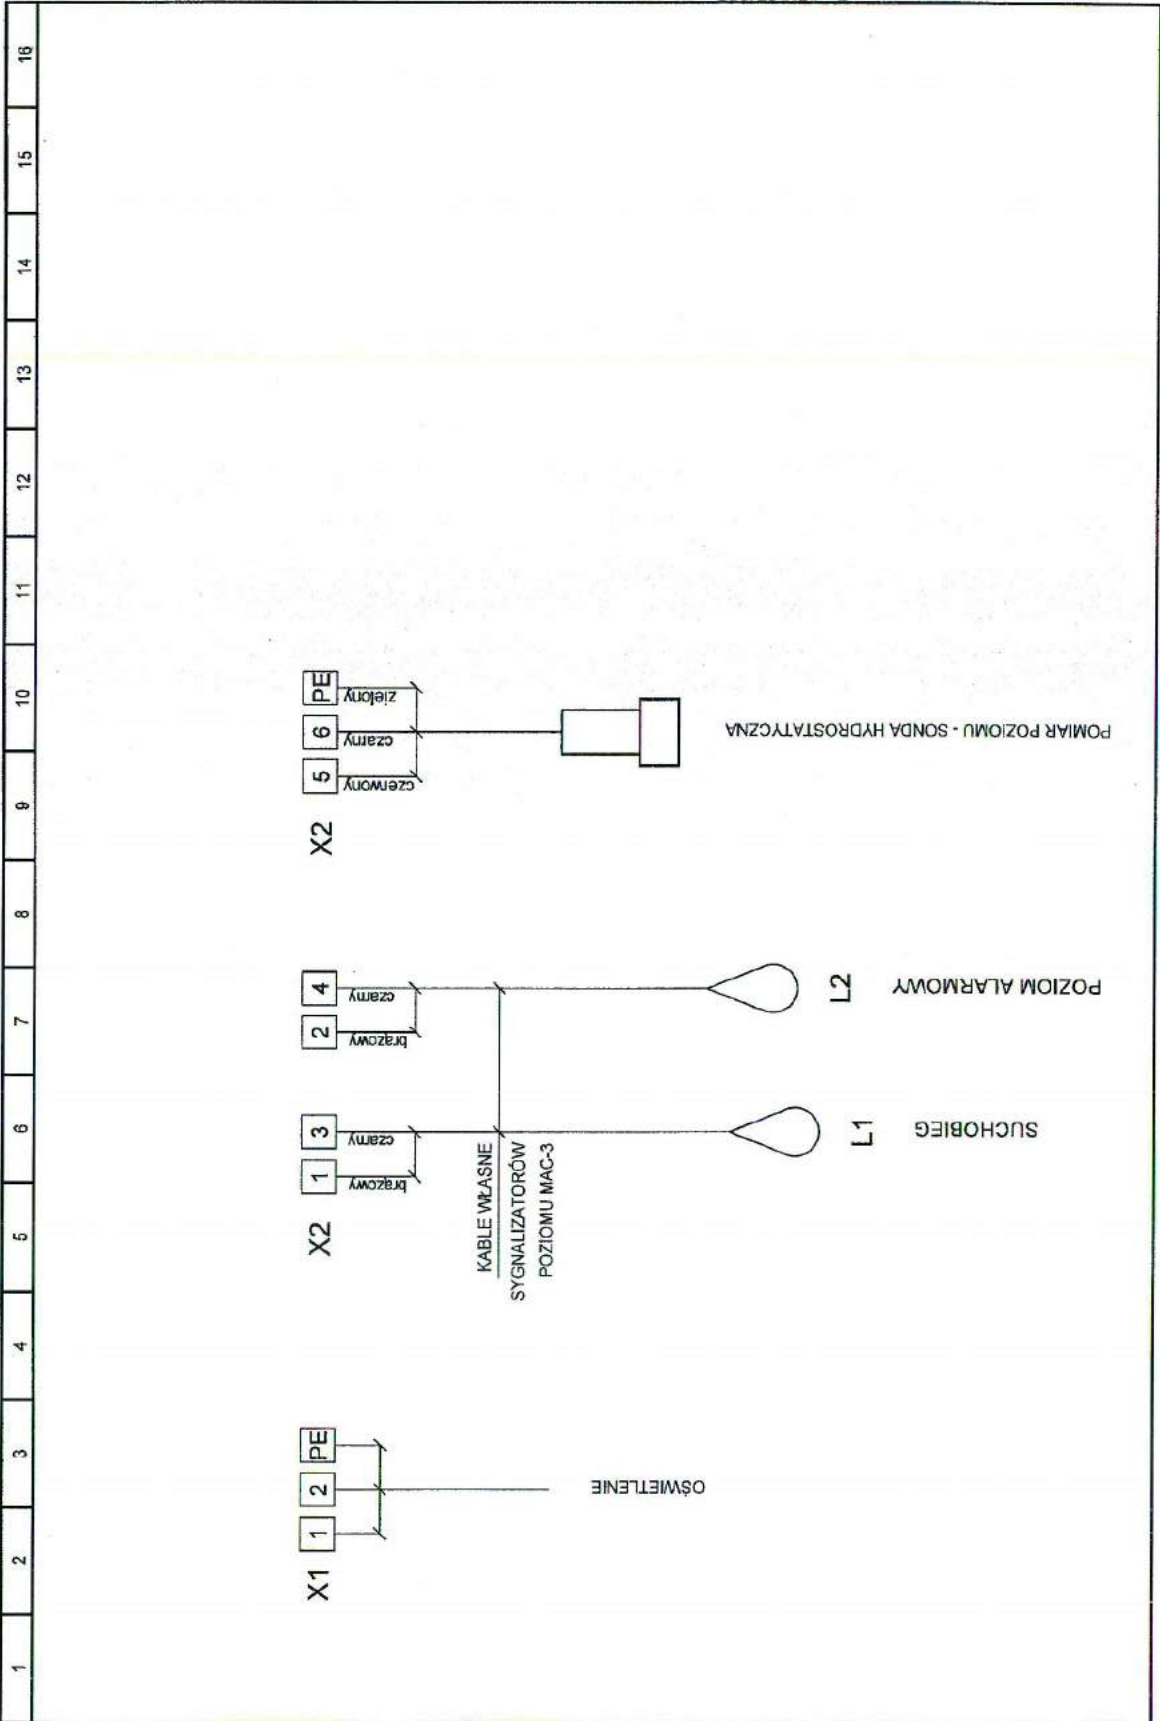 1 2 3 4 5 6 7 8 9 10 11 12 13 14 15 16
X1
1 2 PE
OŚWIETLENIE
X2
1 3
brązowy czarny
KABLE WŁASNE
SYGNALIZATORÓW
POZIOMU MAC-3
L1
SUCHOBIEG
2 4
brązowy czarny
L2
POZIOM ALARMOWY
X2
5 6 PE
czerwony czarny zielony
POMIAR POZIOMU - SONDA HYDROSTATYCZNA